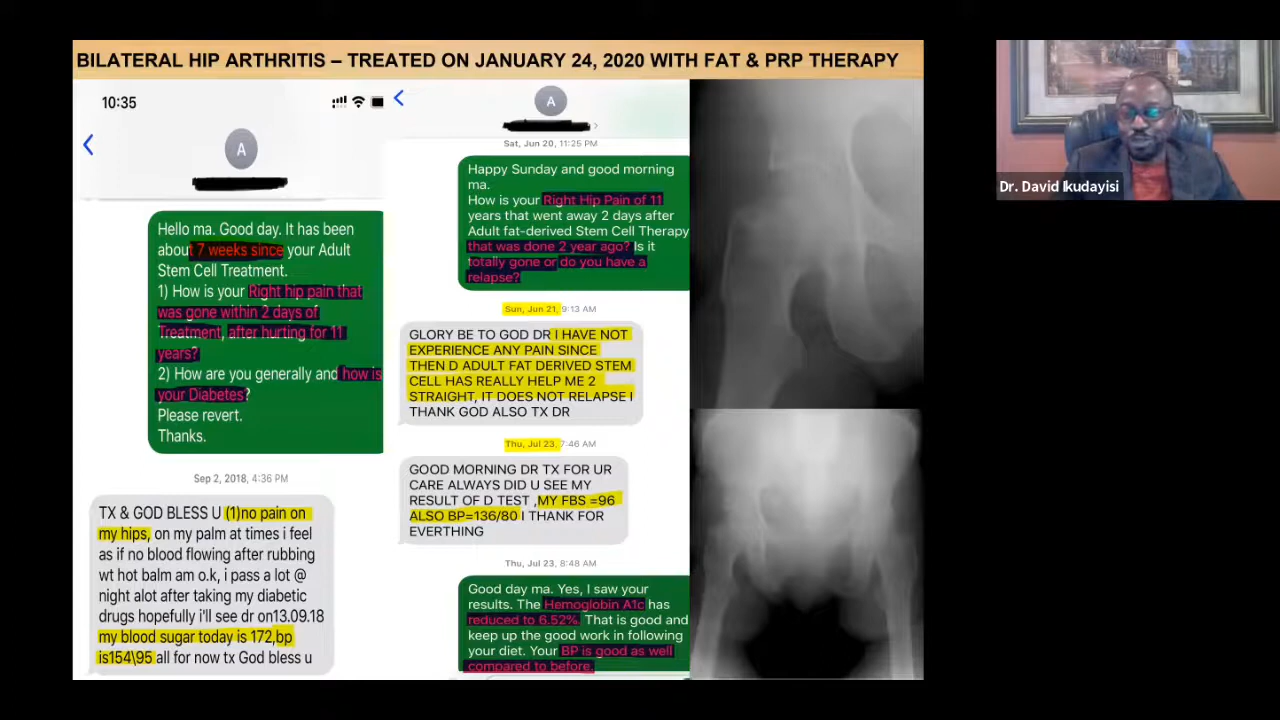 BILATERAL HIP ARTHRITIS – TREATED ON JANUARY 24, 2020 WITH FAT & PRP THERAPY
10:35
A
Hello ma. Good day. It has been
about 7 weeks since your Adult
Stem Cell Treatment.
1) How is your Right hip pain that
was gone within 2 days of
Treatment, after hurting for 11
years?
2) How are you generally and how is
your Diabetes?
Please revert.
Thanks.
Sep 2, 2018, 4:36 PM
TX & GOD BLESS U (1)no pain on
my hips, on my palm at times i feel
as if no blood flowing after rubbing
wt hot balm am o.k, i pass a lot @
night alot after taking my diabetic
drugs hopefully i'll see dr on13.09.18
my blood sugar today is 172,bp
is154\95 all for now tx God bless u
A
Sat, Jun 20, 11:25 PM
Happy Sunday and good morning
ma.
How is your Right Hip Pain of 11
years that went away 2 days after
Adult fat-derived Stem Cell Therapy
that was done 2 year ago? Is it
totally gone or do you have a
relapse?
Sun, Jun 21, 9:13 AM
GLORY BE TO GOD DR I HAVE NOT
EXPERIENCE ANY PAIN SINCE
THEN D ADULT FAT DERIVED STEM
CELL HAS REALLY HELP ME 2
STRAIGHT, IT DOES NOT RELAPSE I
THANK GOD ALSO TX DR
Thu, Jul 23, 7:46 AM
GOOD MORNING DR TX FOR UR
CARE ALWAYS DID U SEE MY
RESULT OF D TEST ,MY FBS =96
ALSO BP=136/80 I THANK FOR
EVERTHING
Thu, Jul 23, 8:48 AM
Good day ma. Yes, I saw your
results. The Hemoglobin A1c has
reduced to 6.52%. That is good and
keep up the good work in following
your diet. Your BP is good as well
compared to before.
Dr. David Ikudayisi